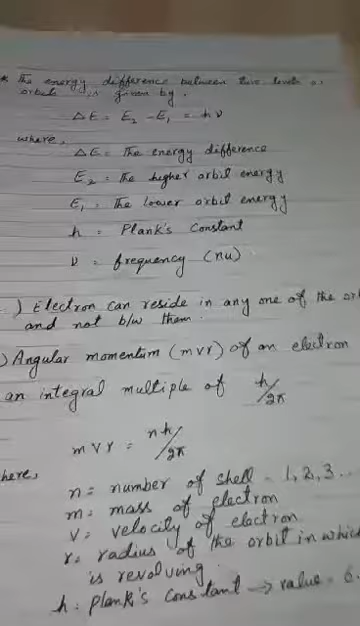 * The energy difference between two levels or
orbits is given by.
ΔE = E₂ - E₁ = hν
where,
ΔE = The energy difference
E₂ = The higher orbit energy
E₁ = The lower orbit energy
h = Plank's Constant
ν = frequency (nu)
) Electron can reside in any one of the or
and not b/w them.
) Angular momentum (mvr) of an electron
an integral multiple of h/2π
mvr = nh/2π
here,
n = number of shell = 1, 2, 3 ..
m = mass of electron
v = velocity of electron
r = radius of the orbit in which
is revolving.
h = plank's constant → value = 6.